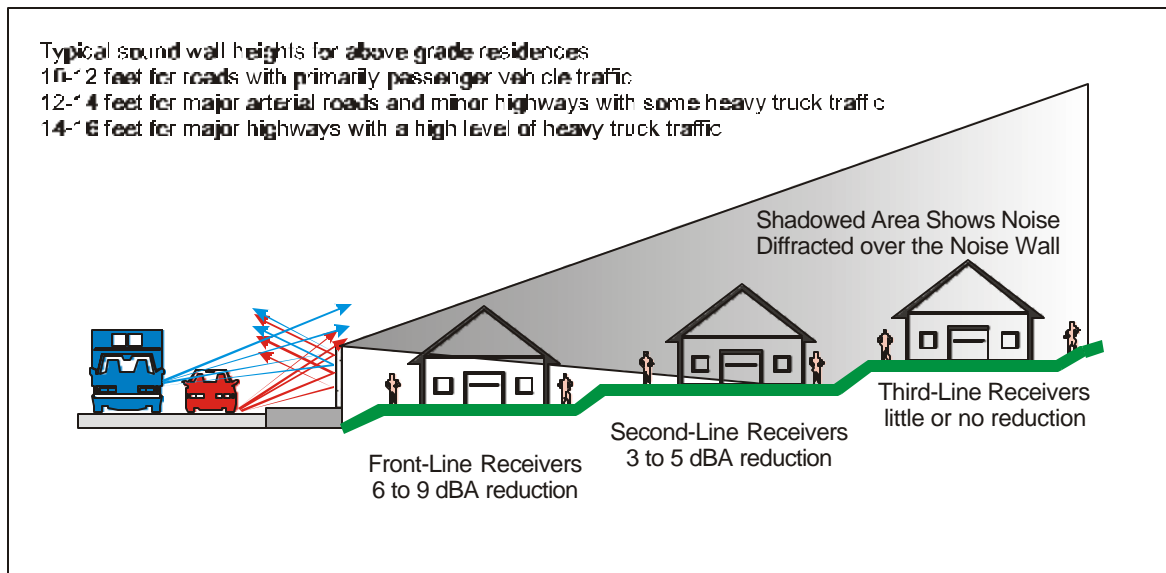 Typical sound wall heights for above grade residences
10-12 feet for roads with primarily passenger vehicle traffic
12-14 feet for major arterial roads and minor highways with some heavy truck traffic
14-16 feet for major highways with a high level of heavy truck traffic
Shadowed Area Shows Noise
Diffracted over the Noise Wall
Third-Line Receivers
little or no reduction
Second-Line Receivers
3 to 5 dBA reduction
Front-Line Receivers
6 to 9 dBA reduction